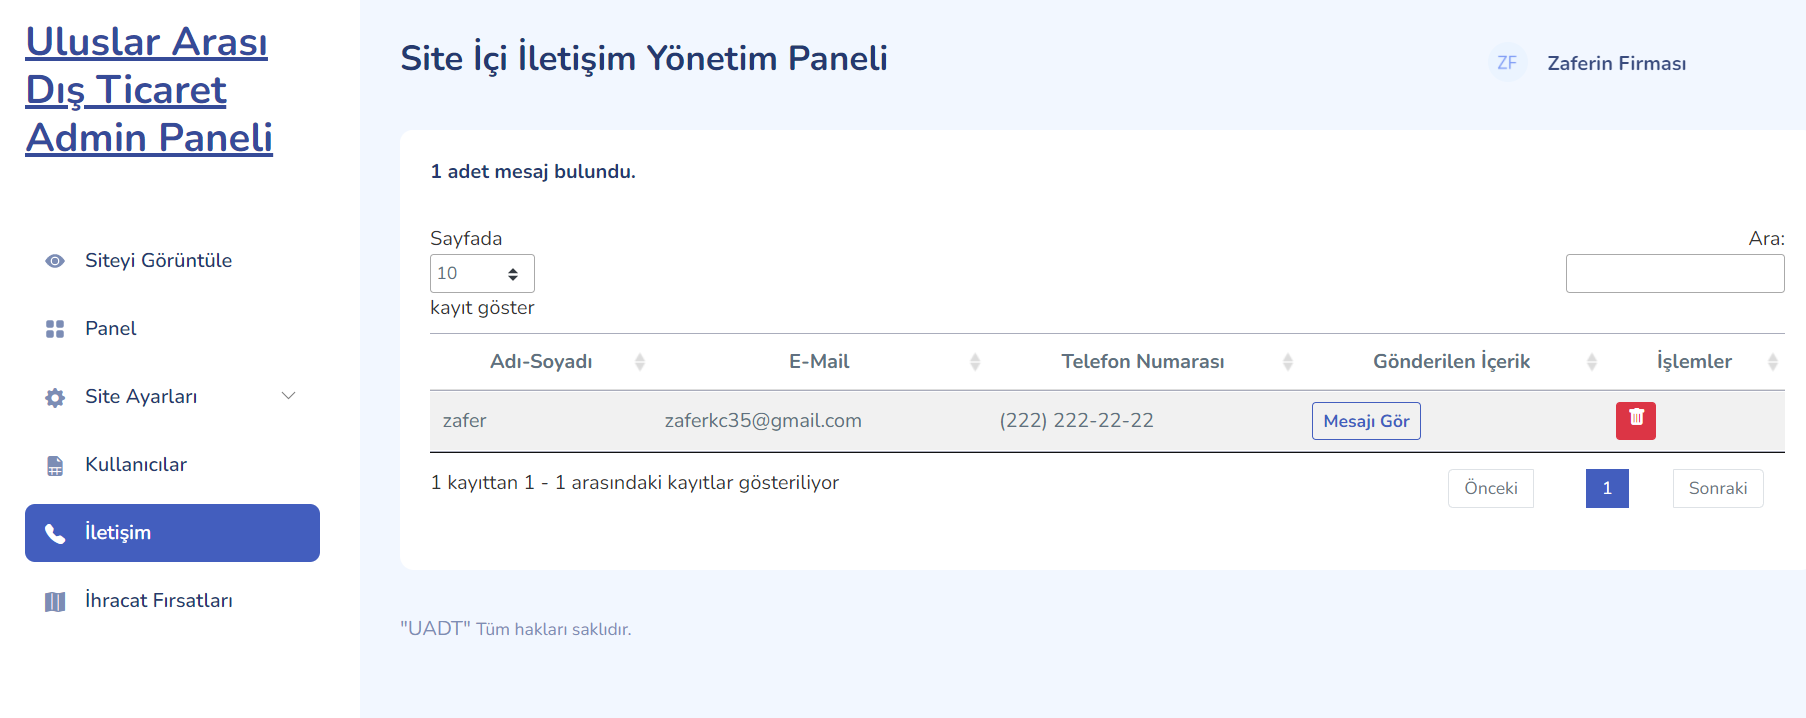 Uluslar Arası
Dış Ticaret
Admin Paneli
Siteyi Görüntüle
Panel
Site Ayarları
Kullanıcılar
İletişim
İhracat Fırsatları
Site İçi İletişim Yönetim Paneli
ZF Zaferin Firması
1 adet mesaj bulundu.
Sayfada
10
kayıt göster
Ara:
Adı-Soyadı E-Mail Telefon Numarası Gönderilen İçerik İşlemler
zafer zaferkc35@gmail.com (222) 222-22-22 Mesajı Gör
1 kayıttan 1 - 1 arasındaki kayıtlar gösteriliyor
Önceki 1 Sonraki
"UADT" Tüm hakları saklıdır.